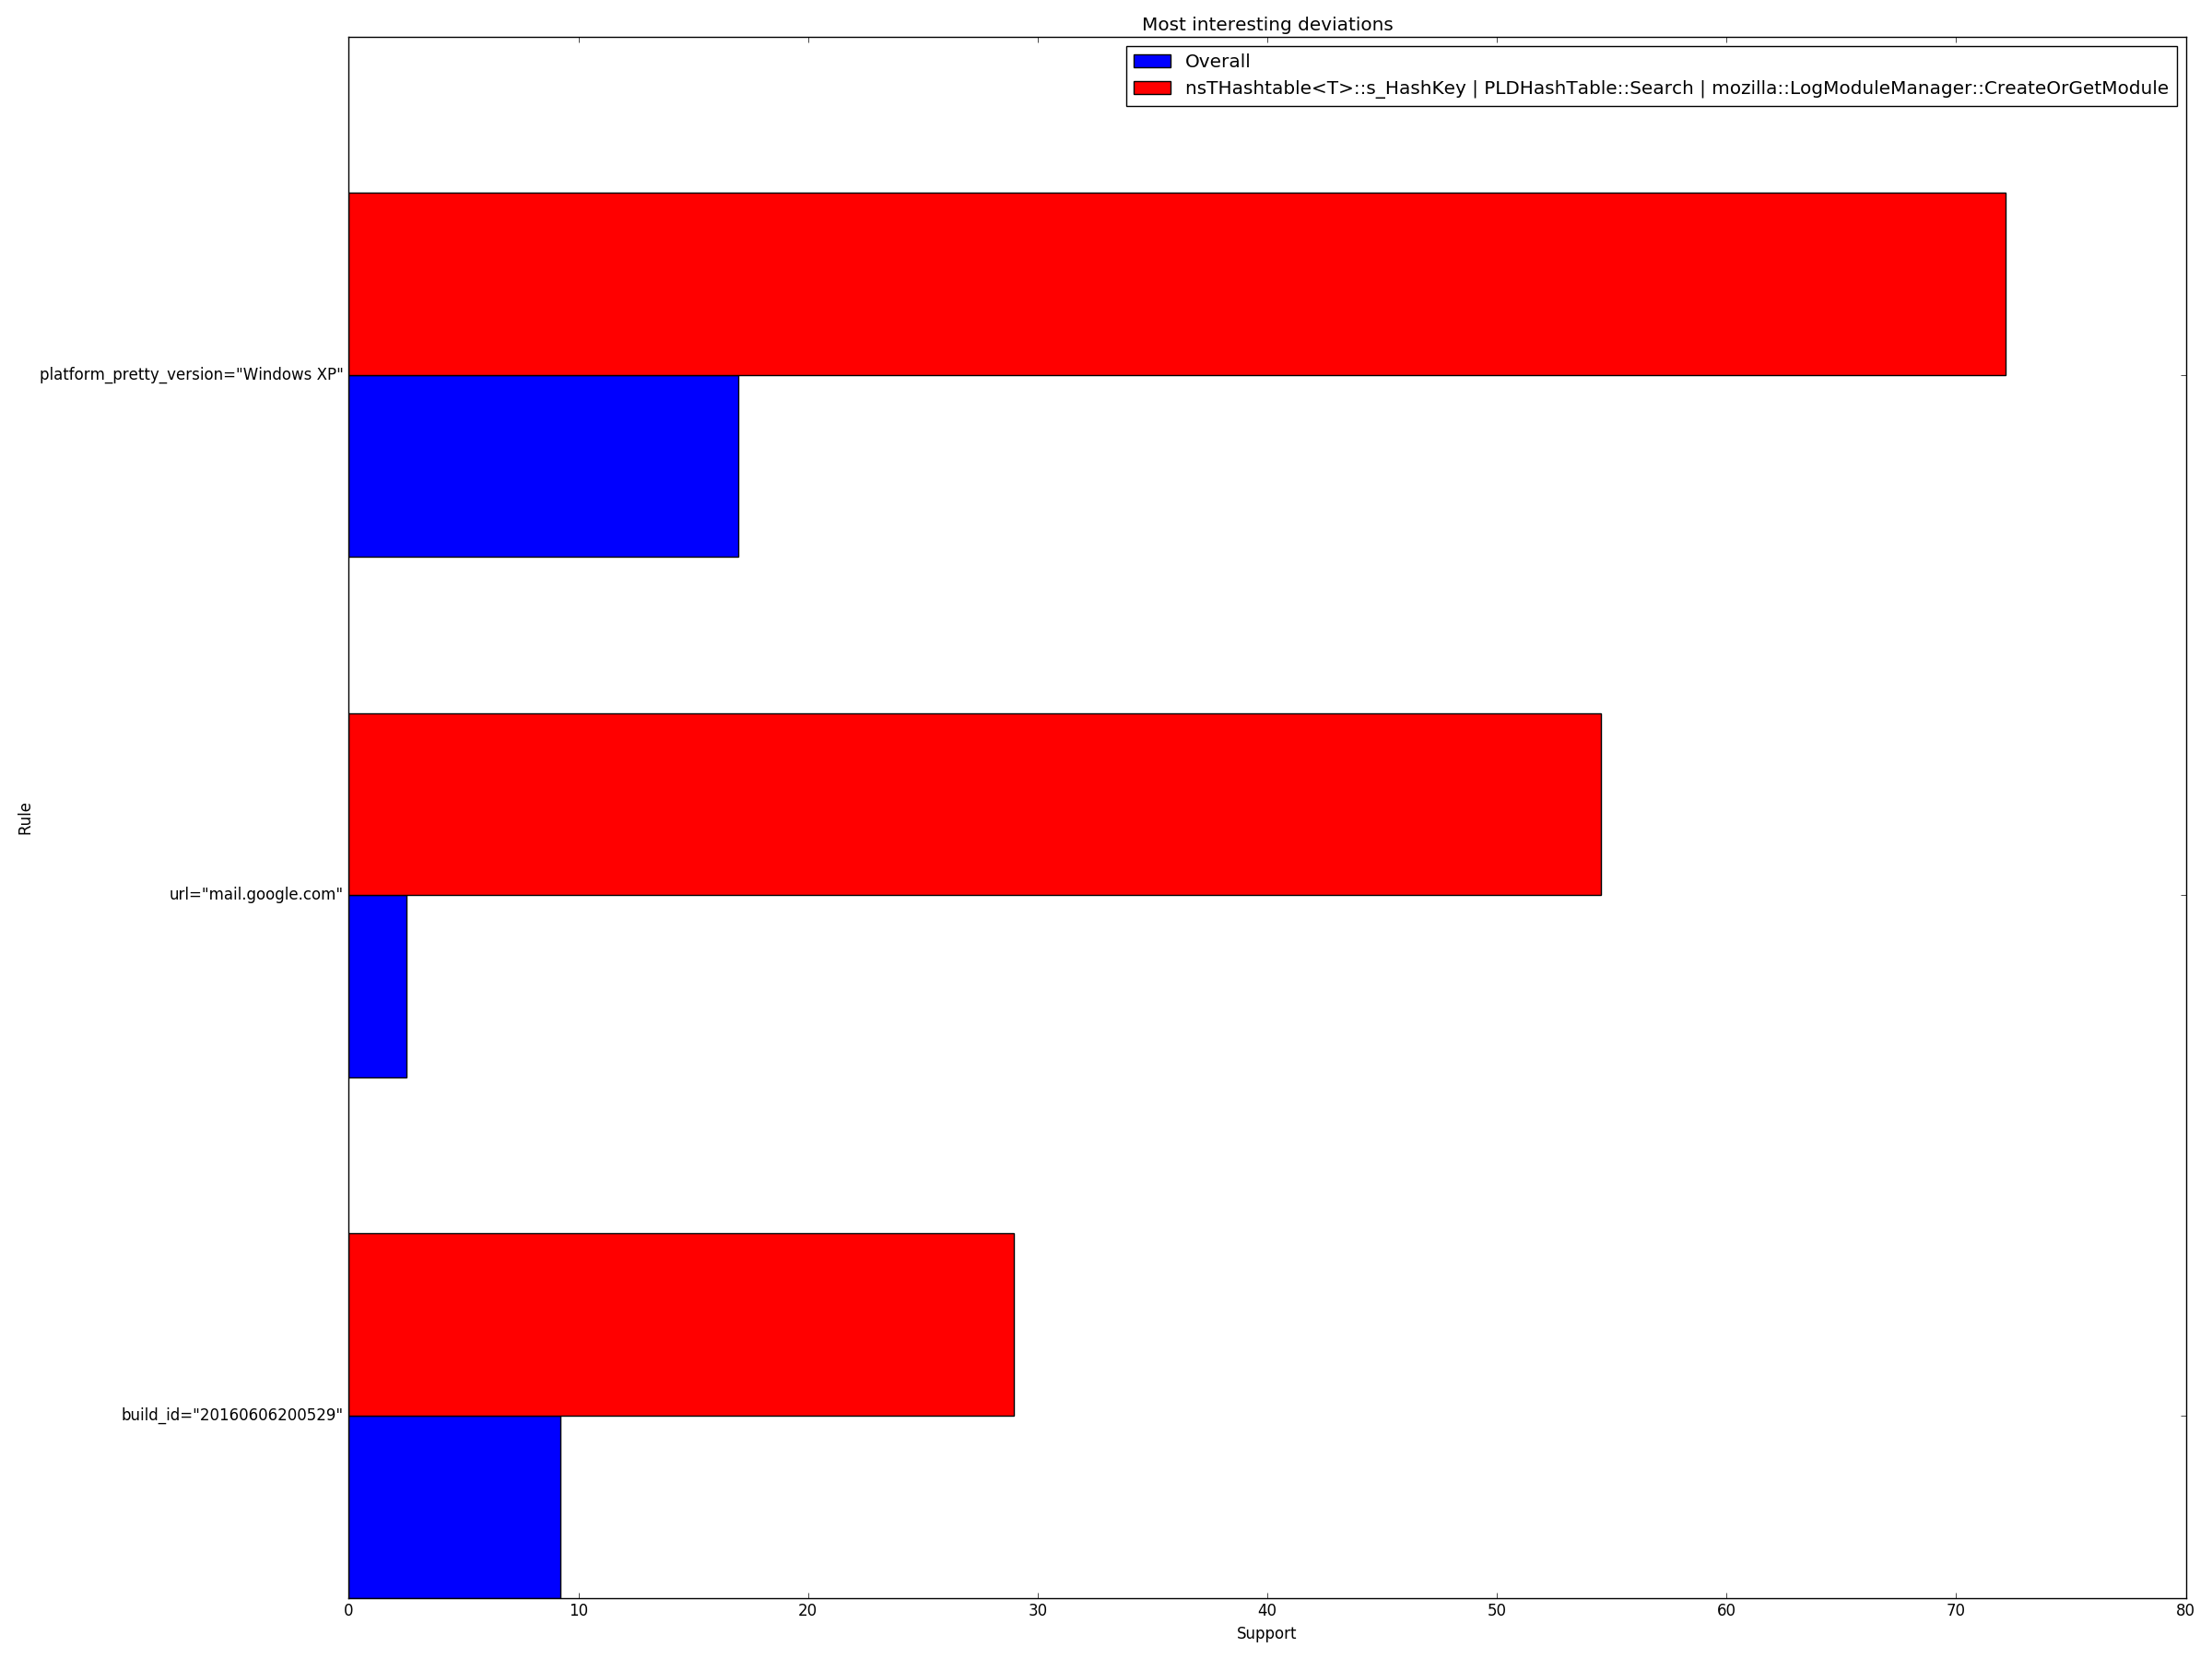 Most interesting deviations
Overall
nsTHashtable<T>::s_HashKey | PLDHashTable::Search | mozilla::LogModuleManager::CreateOrGetModule
platform_pretty_version="Windows XP"
url="mail.google.com"
build_id="20160606200529"
Rule
0 10 20 30 40 50 60 70 80
Support